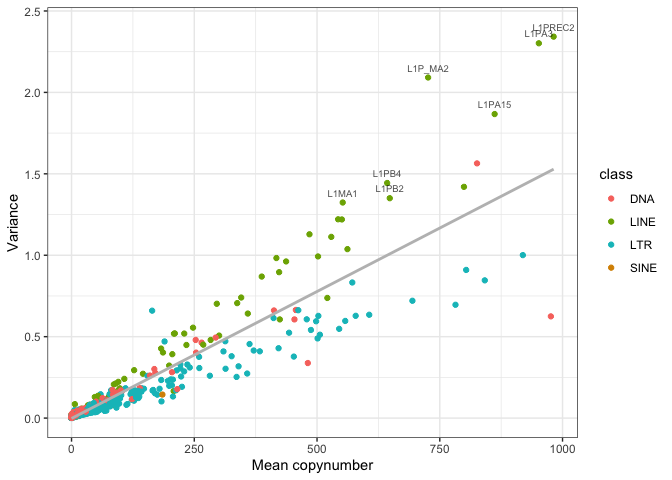 2.5
2.0
1.5
1.0
0.5
0.0
Variance
L1PREC2
L1PA3
L1P_MA2
L1PA15
L1PB4
L1PB2
L1MA1
0
250
500
750
1000
Mean copynumber
class
DNA
LINE
LTR
SINE